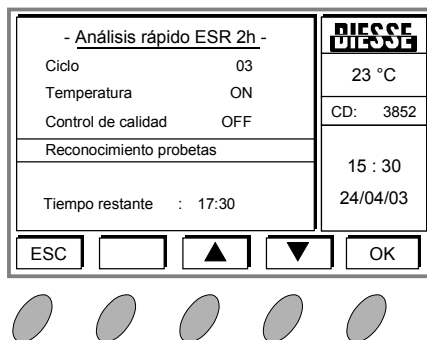 - Análisis rápido ESR 2h -
Ciclo 03
Temperatura ON
Control de calidad OFF
Reconocimiento probetas
Tiempo restante : 17:30
DIESSE
23 °C
CD: 3852
15 : 30
24/04/03
ESC
OK